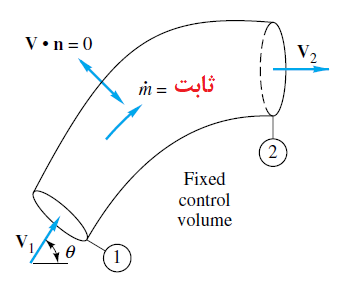 V • n = 0
V₂
ṁ = ثابت
2
Fixed
control
volume
V₁
θ
1